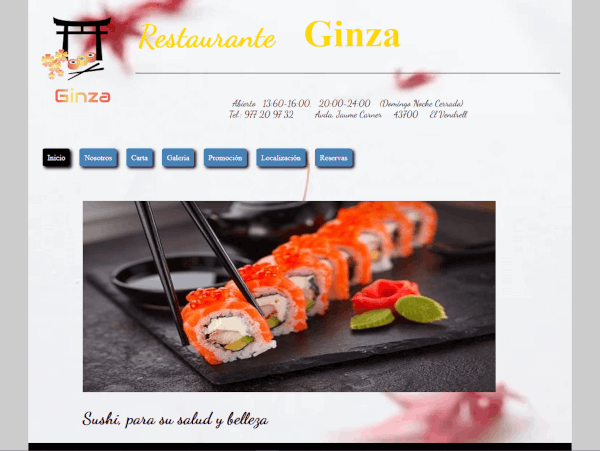 Restaurante Ginza
Ginza
Abierto 13:60-16:00. 20:00-24:00 (Domingo Noche Cerrado)
Tel.: 977 20 97 32 Avda. Jaume Carner 43700 El Vendrell
Inicio Nosotros Carta Galeria Promoción Localización Reservas
Sushi, para su salud y belleza